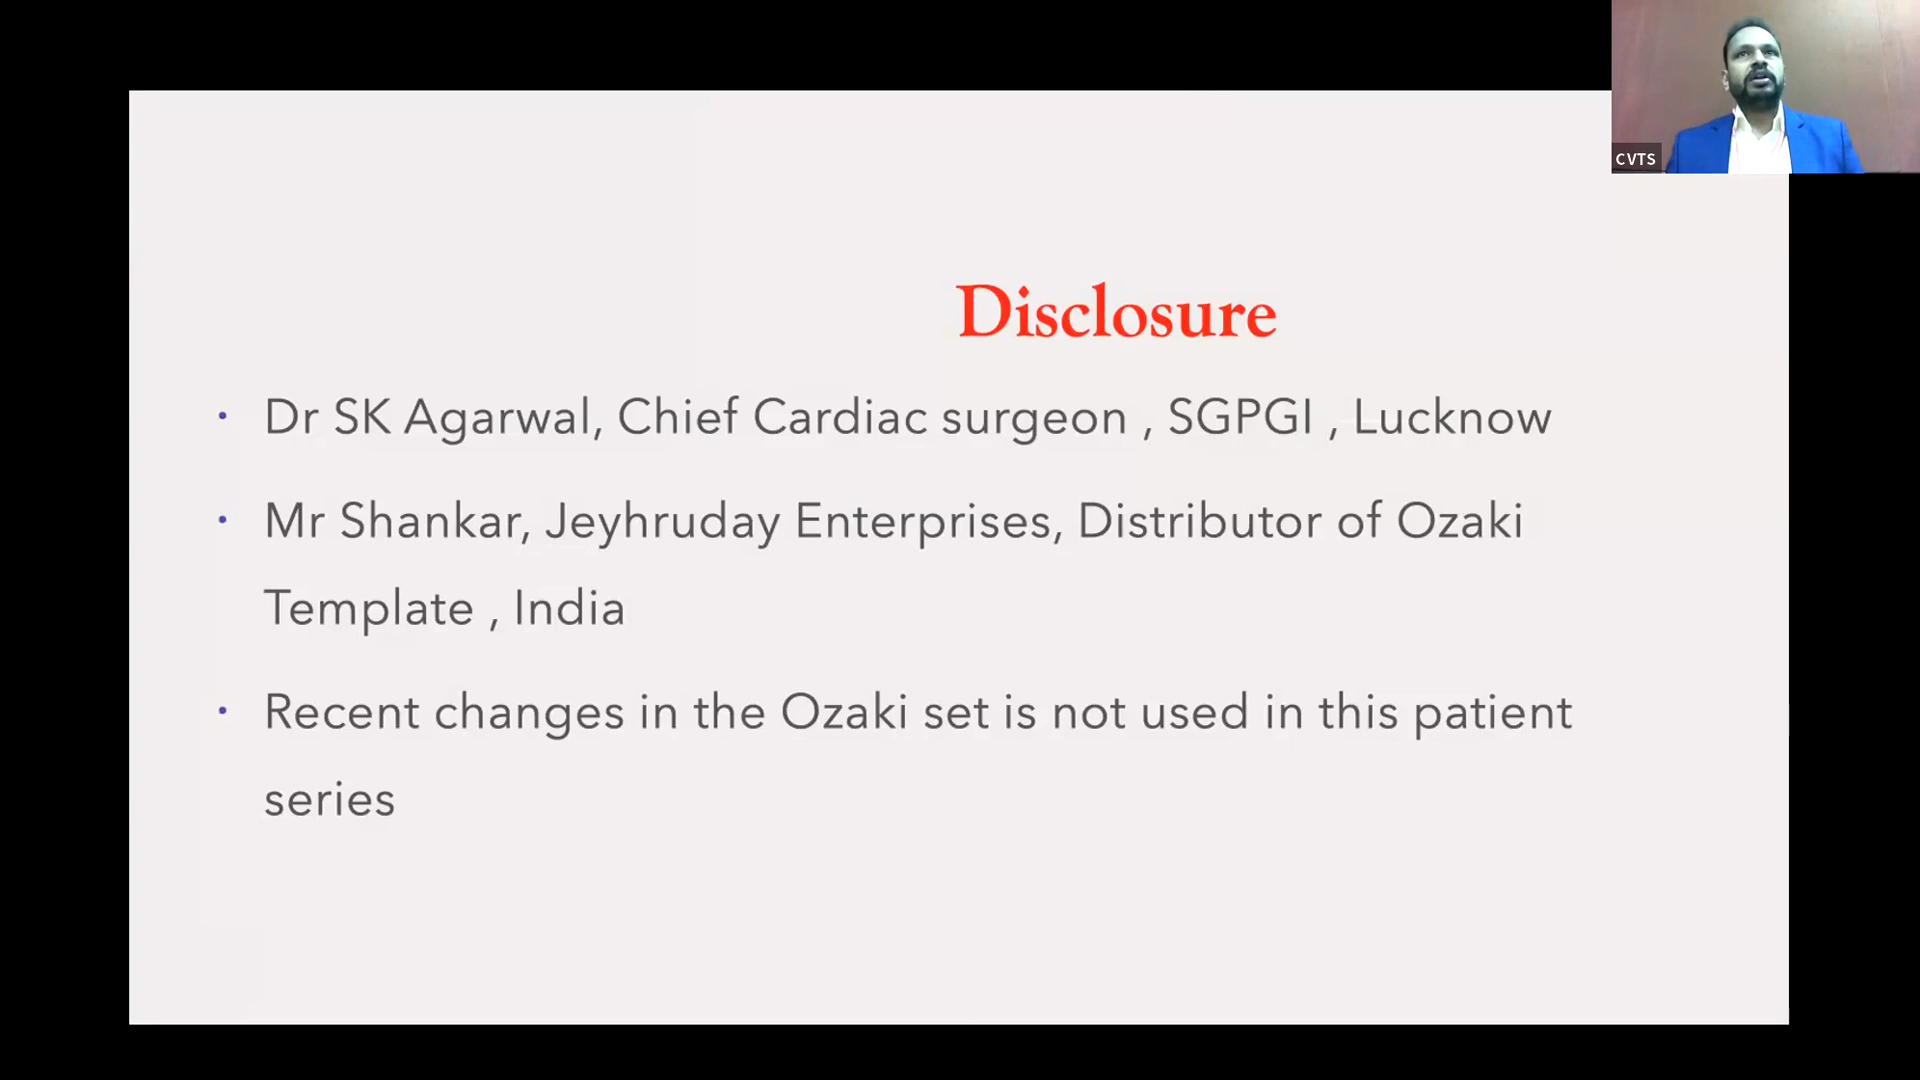 CVTS
Disclosure
• Dr SK Agarwal, Chief Cardiac surgeon , SGPGI , Lucknow
• Mr Shankar, Jeyhruday Enterprises, Distributor of Ozaki
Template , India
• Recent changes in the Ozaki set is not used in this patient
series